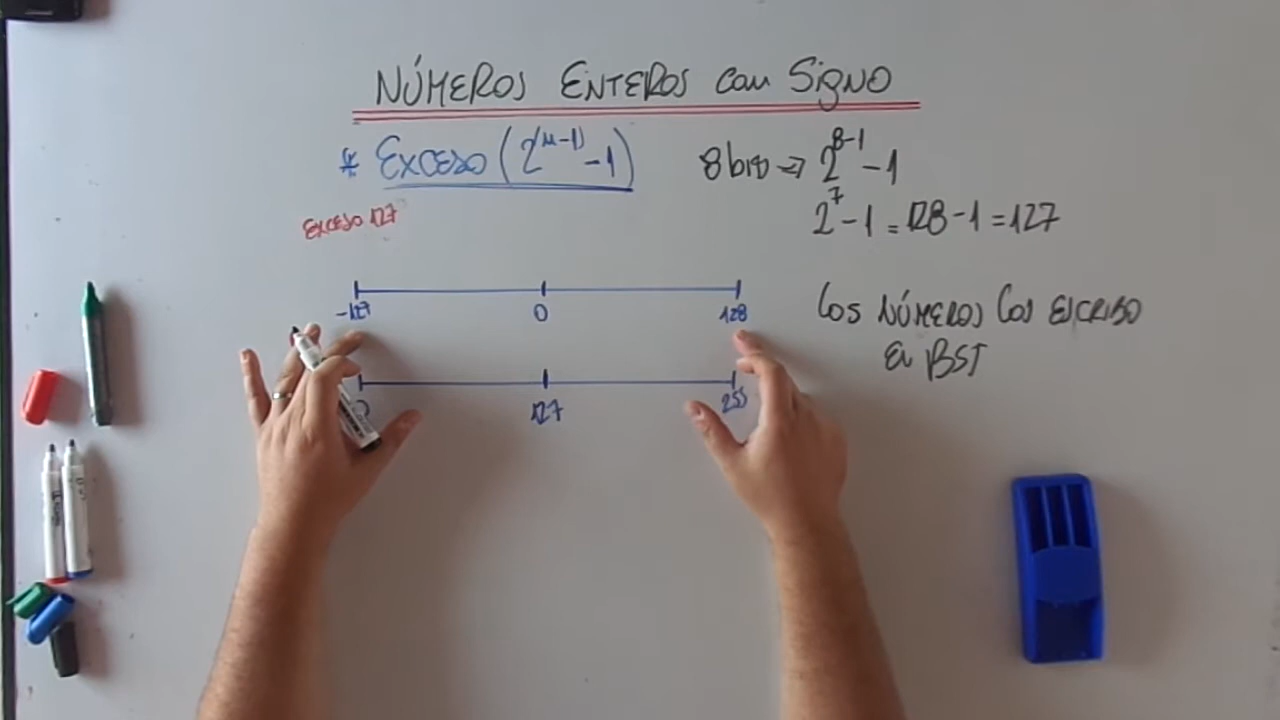 NÚMEROS ENTEROS con Signo
* Exceso (2^(n-1) - 1)
8 bits → 2^8-1 - 1
EXCESO 127
2^7 - 1 = 128 - 1 = 127
-127 0 128
Los NÚMEROS Los ESCRIBO
En BSS
0 127 255